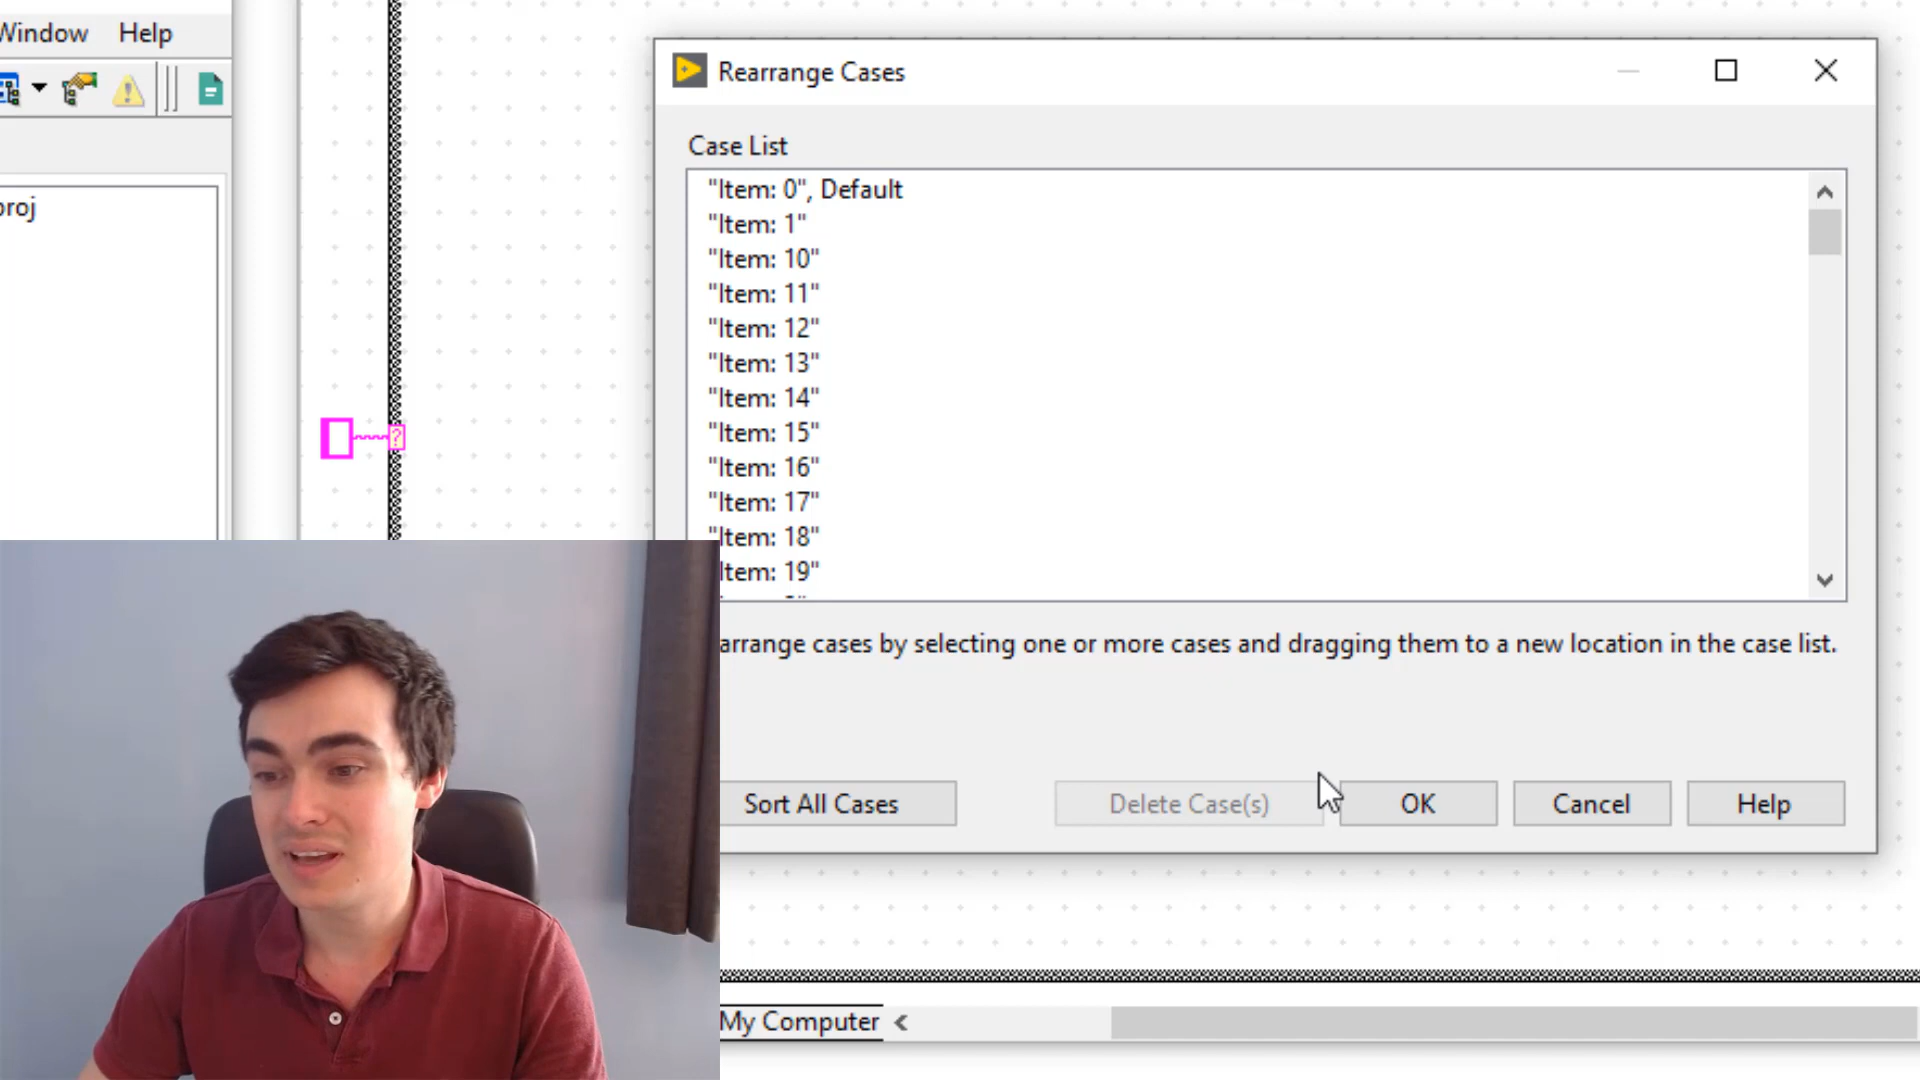 Window Help
Rearrange Cases
proj
Case List
"Item: 0", Default
"Item: 1"
"Item: 10"
"Item: 11"
"Item: 12"
"Item: 13"
"Item: 14"
"Item: 15"
"Item: 16"
"Item: 17"
"Item: 18"
Item: 19"
?
arrange cases by selecting one or more cases and dragging them to a new location in the case list.
Sort All Cases
Delete Case(s)
OK
Cancel
Help
My Computer